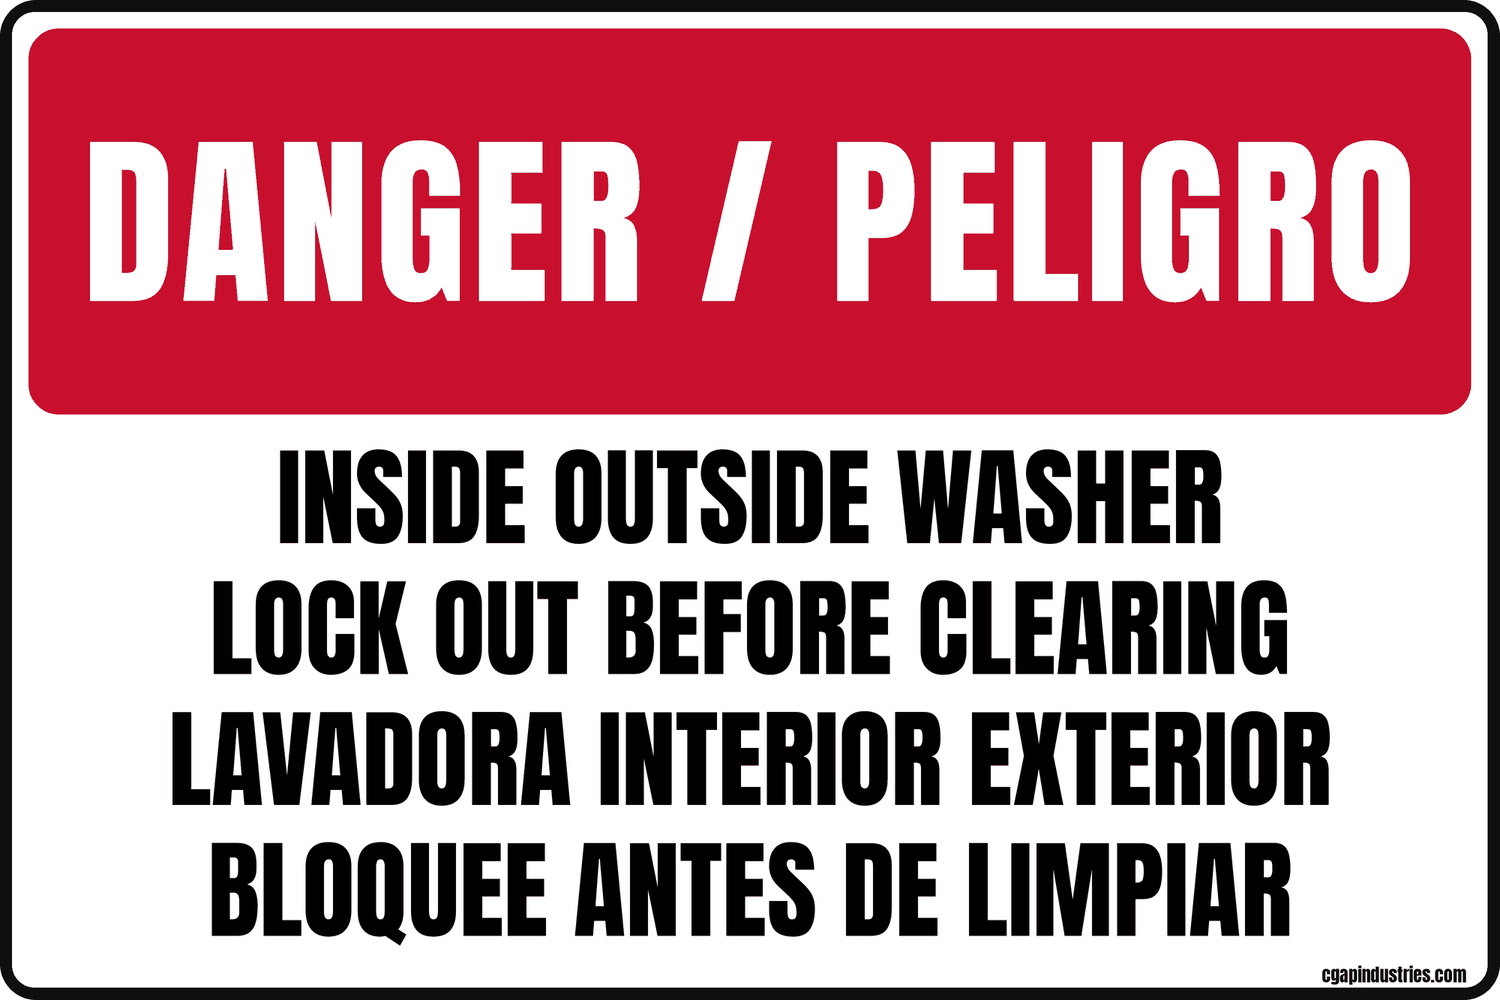 DANGER / PELIGRO
INSIDE OUTSIDE WASHER
LOCK OUT BEFORE CLEARING
LAVADORA INTERIOR EXTERIOR
BLOQUEE ANTES DE LIMPIAR
cgapindustries.com